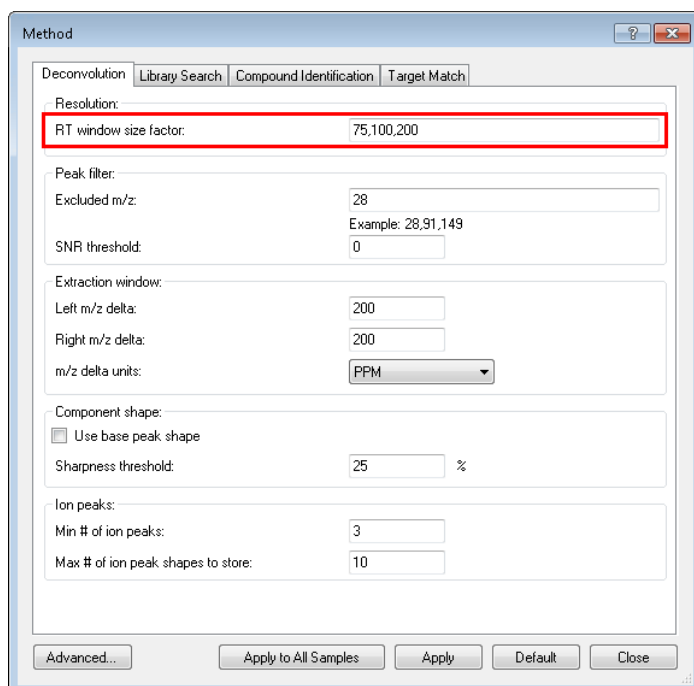 Method
Deconvolution Library Search Compound Identification Target Match
Resolution:
RT window size factor: 75,100,200
Peak filter:
Excluded m/z: 28
Example: 28,91,149
SNR threshold: 0
Extraction window:
Left m/z delta: 200
Right m/z delta: 200
m/z delta units: PPM
Component shape:
Use base peak shape
Sharpness threshold: 25 %
Ion peaks:
Min # of ion peaks: 3
Max # of ion peak shapes to store: 10
Advanced... Apply to All Samples Apply Default Close